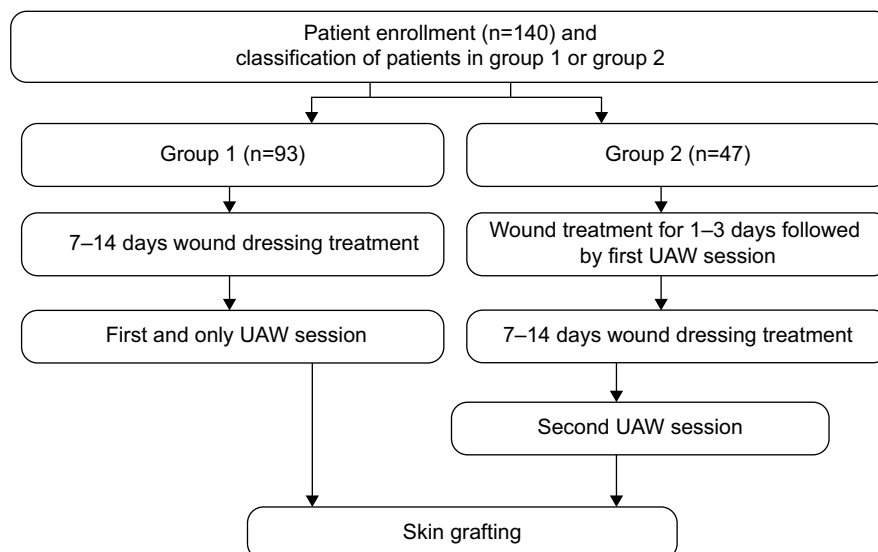 Patient enrollment (n=140) and
classification of patients in group 1 or group 2
Group 1 (n=93)
Group 2 (n=47)
7–14 days wound dressing treatment
Wound treatment for 1–3 days followed
by first UAW session
First and only UAW session
7–14 days wound dressing treatment
Second UAW session
Skin grafting